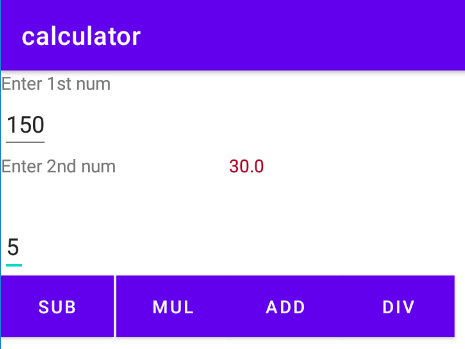 calculator
Enter 1st num
150
Enter 2nd num 30.0
5
SUB MUL ADD DIV